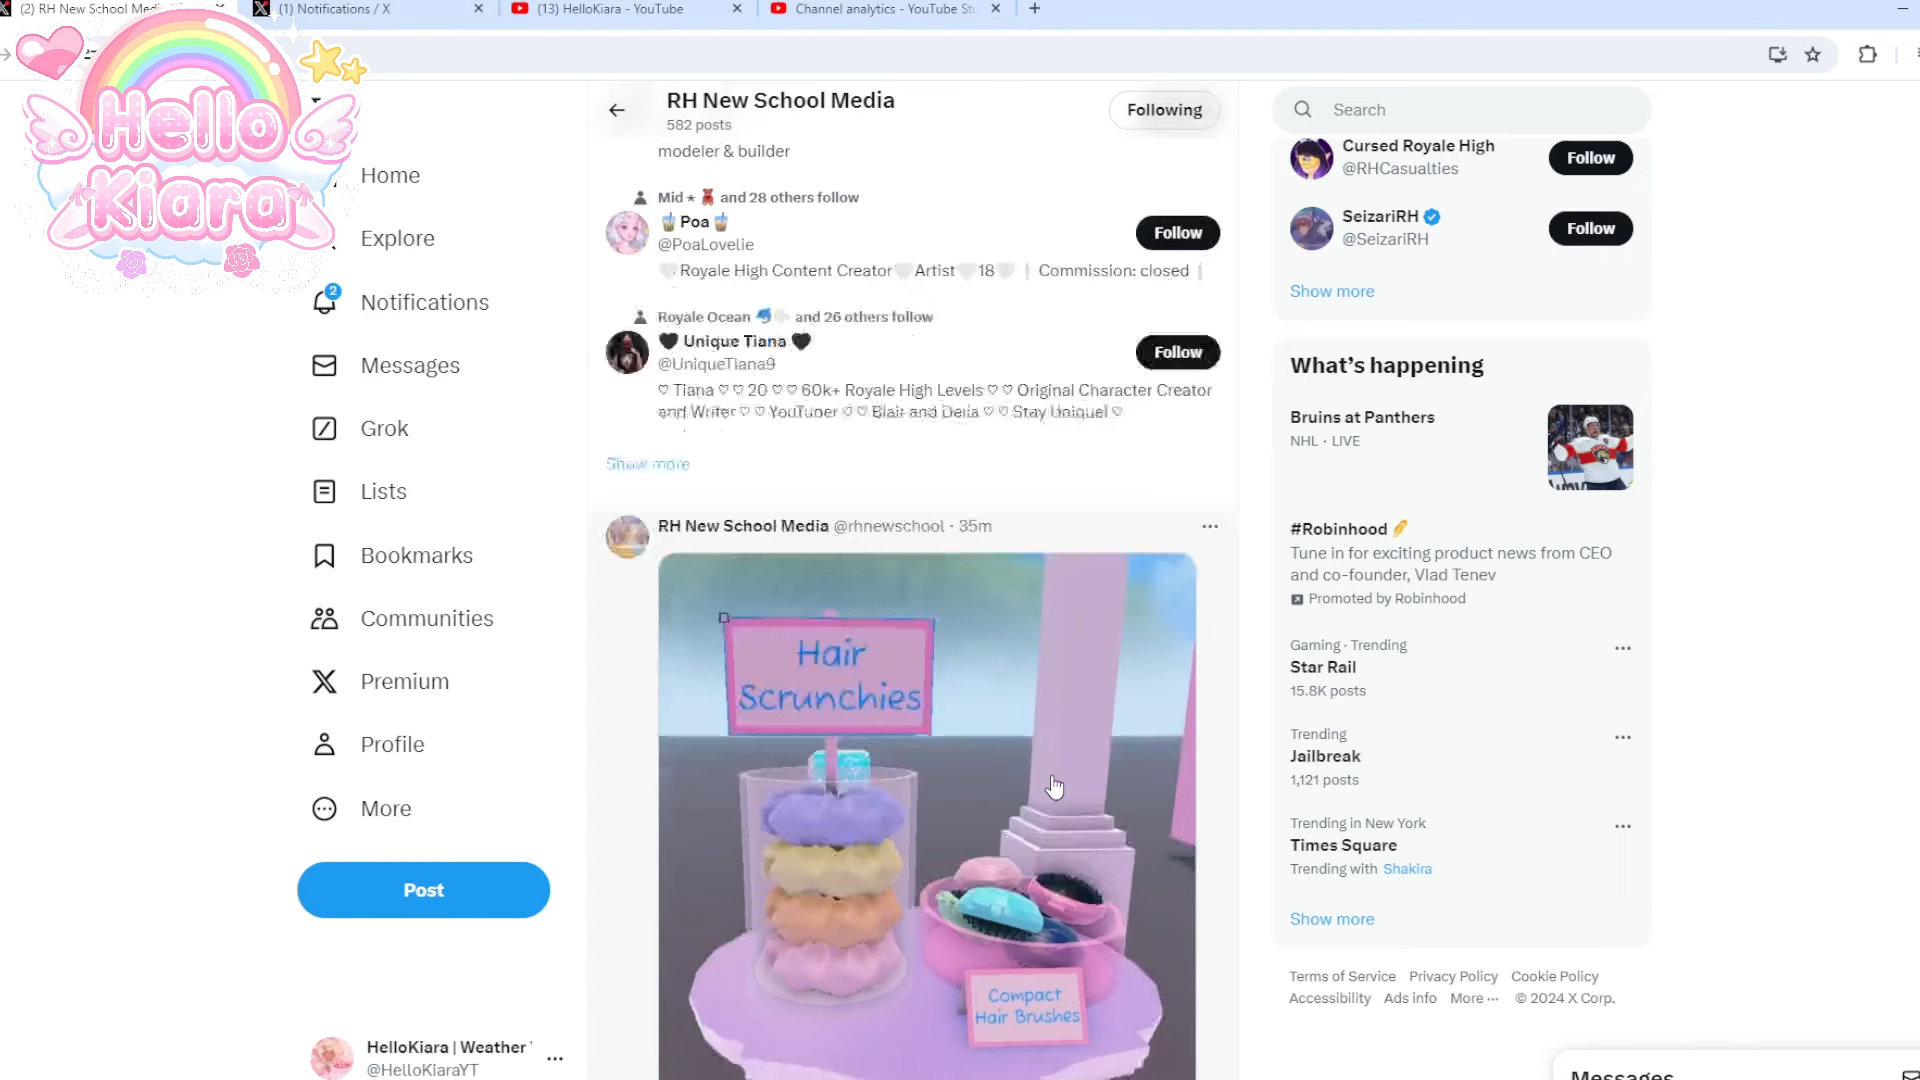 (2) RH New School Medi
(1) Notifications / X
(13) HelloKiara - YouTube
Channel analytics - YouTube Stu
Hello
Kiara
Home
Explore
2
Notifications
Messages
Grok
Lists
Bookmarks
Communities
Premium
Profile
More
Post
HelloKiara | Weather
@HelloKiaraYT
RH New School Media
582 posts
Following
modeler & builder
Mid ⋆ 🧸 and 28 others follow
🧋Poa🧋
@PoaLovelie
Follow
🤍Royale High Content Creator🤍Artist🤍18🤍 | Commission: closed |
Royale Ocean 🐬 and 26 others follow
🖤 Unique Tiana 🖤
@UniqueTiana9
Follow
♡ Tiana ♡ ♡ 20 ♡ ♡ 60k+ Royale High Levels ♡ ♡ Original Character Creator
and Writer ♡ ♡ YouTuber ♡ ♡ Blair and Delia ♡ ♡ Stay Unique! ♡
Show more
RH New School Media @rhnewschool · 35m
Hair
Scrunchies
Compact
Hair Brushes
Search
Cursed Royale High
@RHCasualties
Follow
SeizariRH
@SeizariRH
Follow
Show more
What's happening
Bruins at Panthers
NHL · LIVE
#Robinhood
Tune in for exciting product news from CEO
and co-founder, Vlad Tenev
Promoted by Robinhood
Gaming · Trending
Star Rail
15.8K posts
Trending
Jailbreak
1,121 posts
Trending in New York
Times Square
Trending with Shakira
Show more
Terms of Service Privacy Policy Cookie Policy
Accessibility Ads info More ··· © 2024 X Corp.
Messages